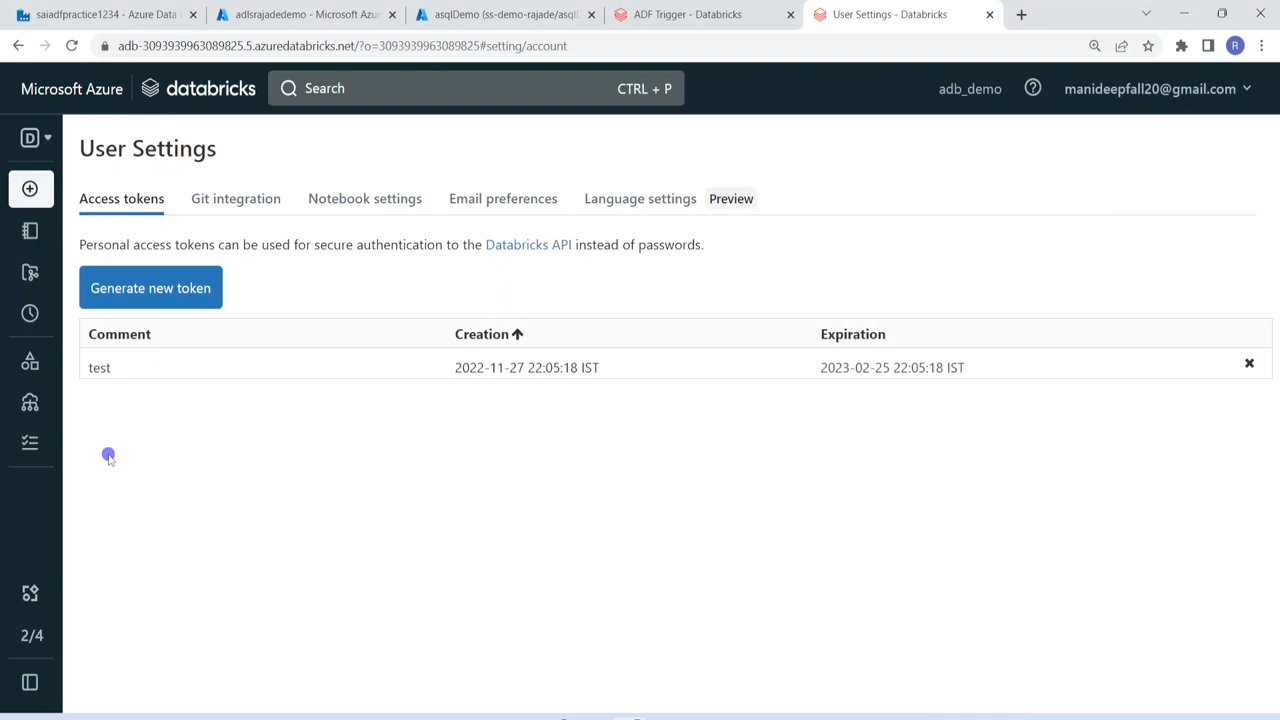 saiadfpractice1234 - Azure Data
adlsrajadedemo - Microsoft Azur
asqlDemo (ss-demo-rajade/asqlD
ADF Trigger - Databricks
User Settings - Databricks
adb-3093939963089825.5.azuredatabricks.net/?o=3093939963089825#setting/account
R
Microsoft Azure
databricks
Search
CTRL + P
adb_demo
manideepfall20@gmail.com
D
User Settings
Access tokens
Git integration
Notebook settings
Email preferences
Language settings
Preview
Personal access tokens can be used for secure authentication to the Databricks API instead of passwords.
Generate new token
Comment
Creation
Expiration
test
2022-11-27 22:05:18 IST
2023-02-25 22:05:18 IST
2/4